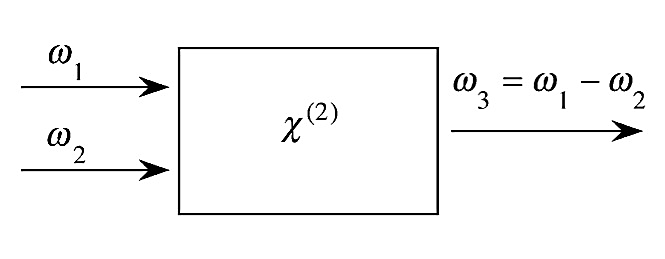 ω₁
ω₂
χ⁽²⁾
ω₃ = ω₁ − ω₂